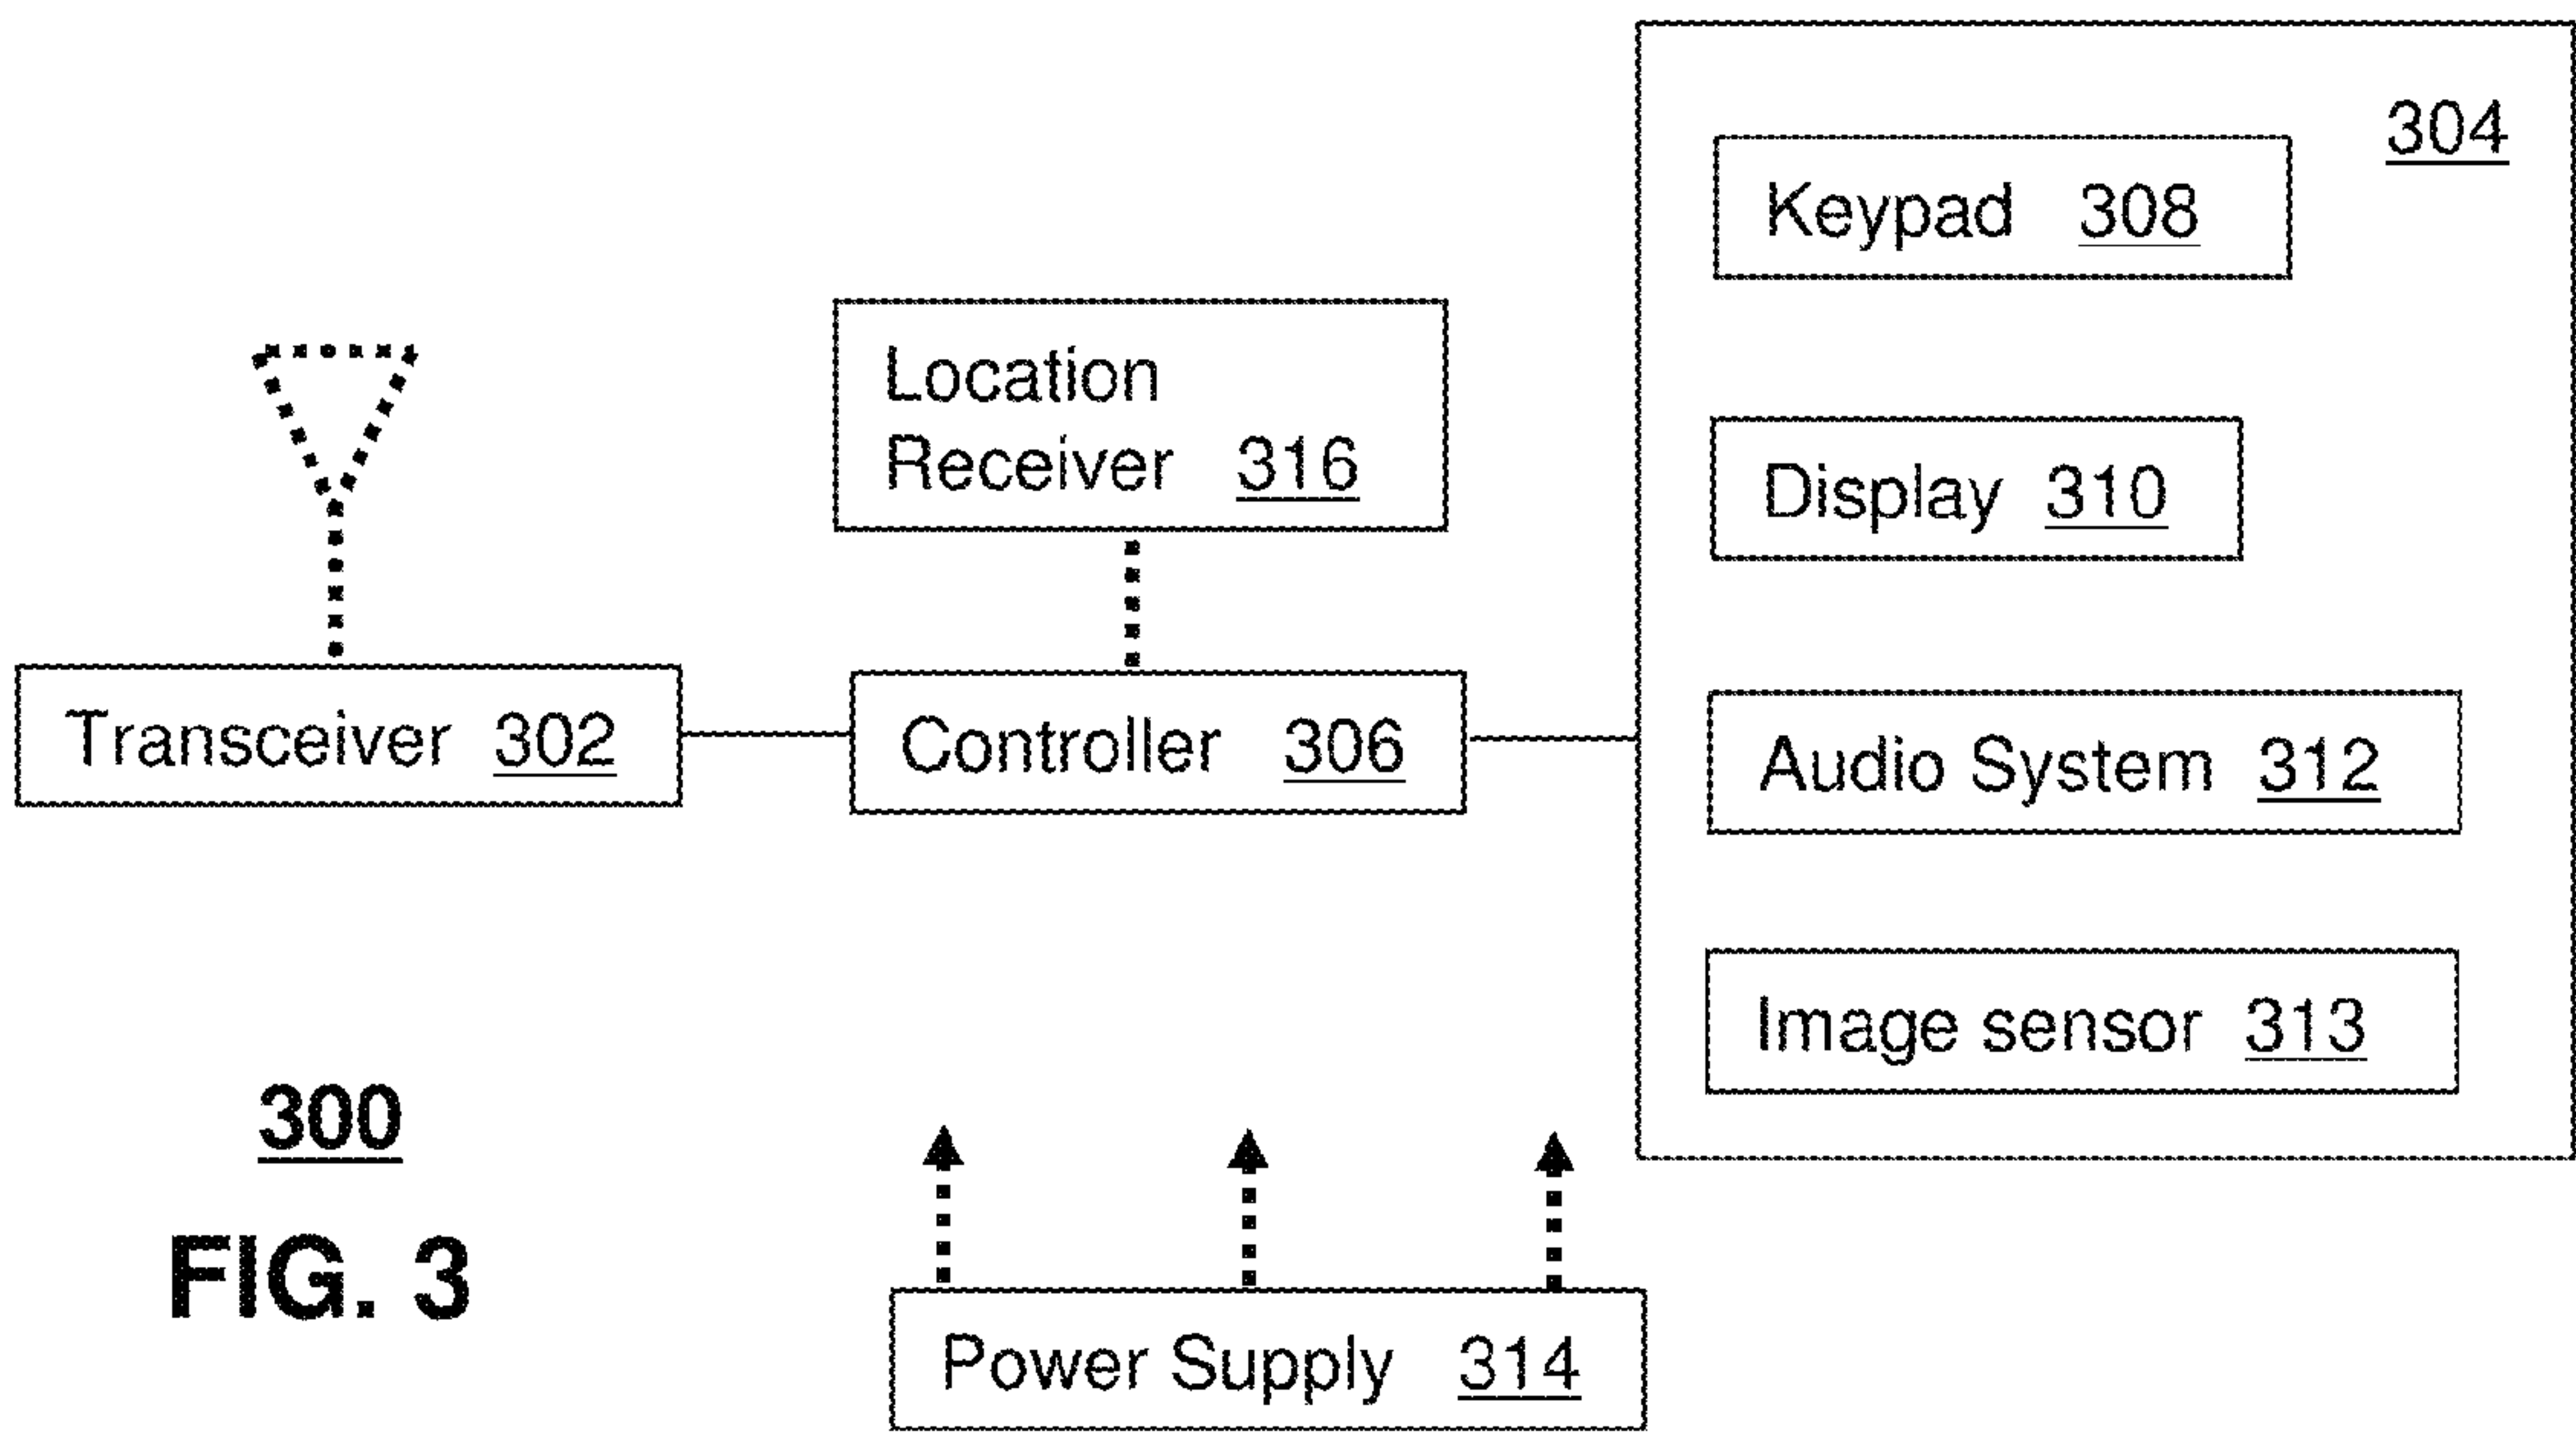 304
Keypad 308
Location
Receiver 316
Display 310
Transceiver 302
Controller 306
Audio System 312
Image sensor 313
300
FIG. 3
Power Supply 314